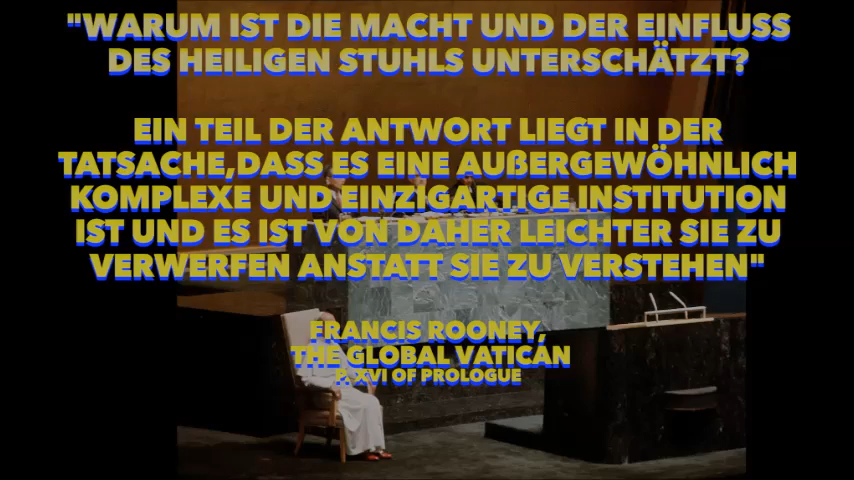 "WARUM IST DIE MACHT UND DER EINFLUSS
DES HEILIGEN STUHLS UNTERSCHÄTZT?
EIN TEIL DER ANTWORT LIEGT IN DER
TATSACHE,DASS ES EINE AUßERGEWÖHNLICH
KOMPLEXE UND EINZIGARTIGE INSTITUTION
IST UND ES IST VON DAHER LEICHTER SIE ZU
VERWERFEN ANSTATT SIE ZU VERSTEHEN"
FRANCIS ROONEY,
THE GLOBAL VATICAN
P. XVI OF PROLOGUE